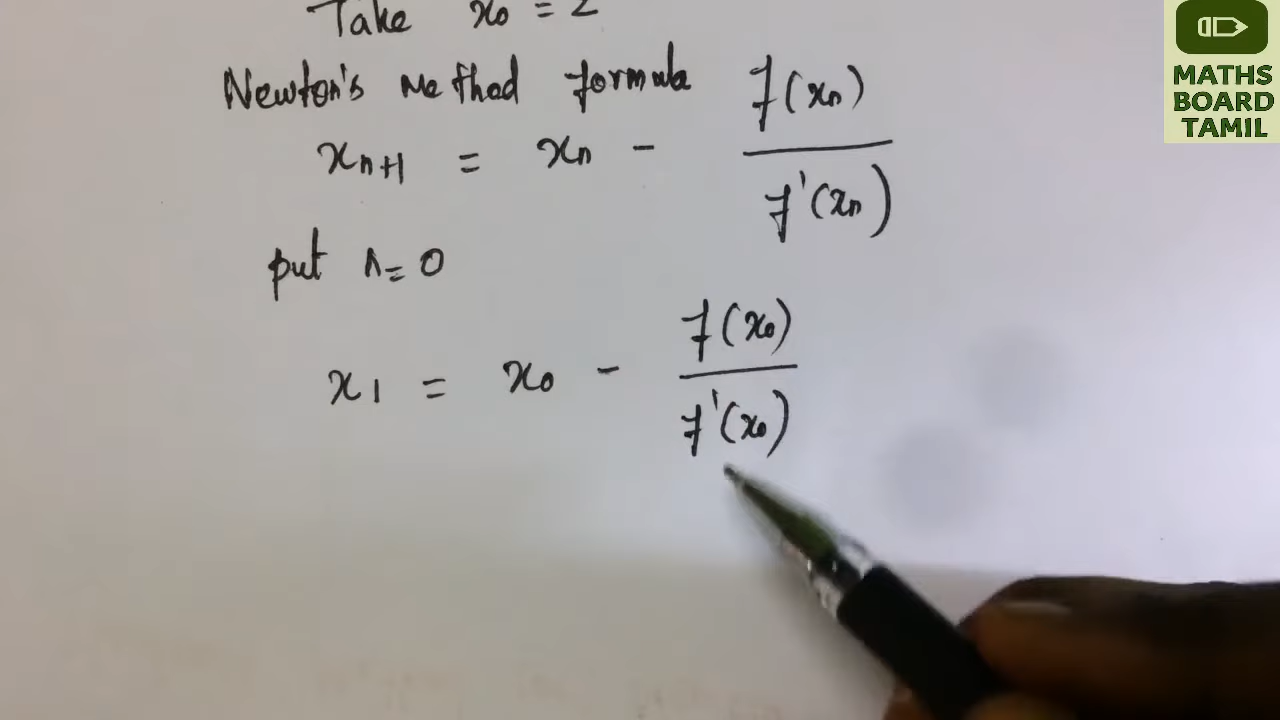 Take x₀ = 2
Newton's Method formula
xₙ₊₁ = xₙ - f(xₙ) / f'(xₙ)
put n = 0
x₁ = x₀ - f(x₀) / f'(x₀)
MATHS
BOARD
TAMIL